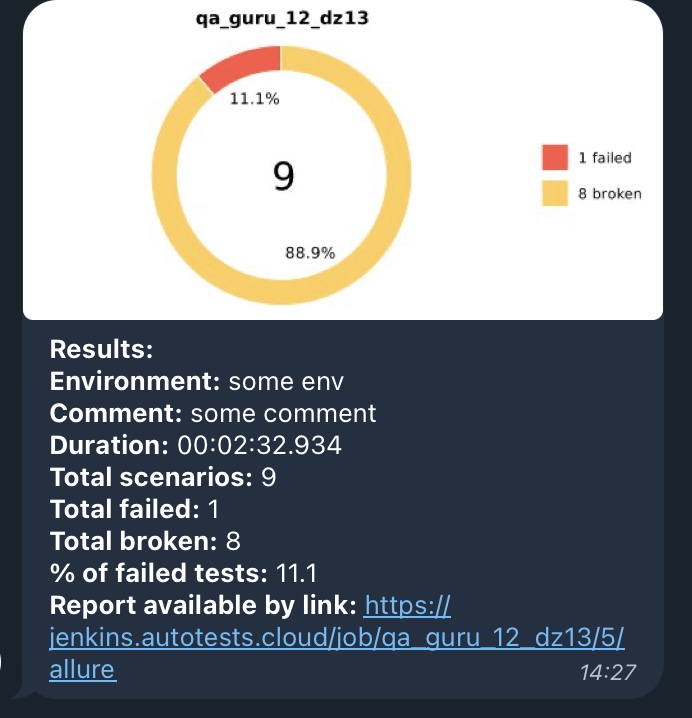 qa_guru_12_dz13
11.1%
9
1 failed
8 broken
88.9%
Results:
Environment: some env
Comment: some comment
Duration: 00:02:32.934
Total scenarios: 9
Total failed: 1
Total broken: 8
% of failed tests: 11.1
Report available by link: https://
jenkins.autotests.cloud/job/qa_guru_12_dz13/5/
allure
14:27